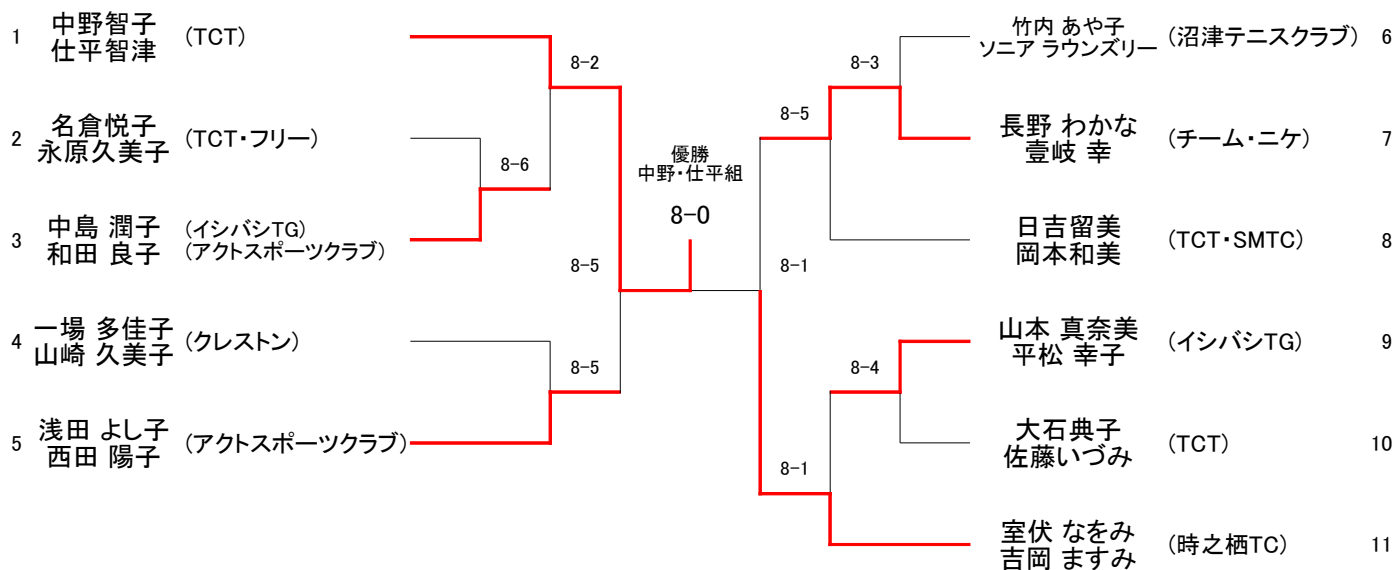 1 中野智子 (TCT)
仕平智津
8-2
2 名倉悦子 (TCT・フリー)
永原久美子
8-6
3 中島 潤子 (イシバシTG)
和田 良子 (アクトスポーツクラブ)
8-5
4 一場 多佳子 (クレストン)
山崎 久美子
8-5
5 浅田 よし子 (アクトスポーツクラブ)
西田 陽子
優勝
中野・仕平組
8-0
竹内 あや子 (沼津テニスクラブ) 6
ソニア ラウンズリー
8-3
8-5
長野 わかな (チーム・ニケ) 7
壹岐 幸
日吉留美 (TCT・SMTC) 8
岡本和美
8-1
山本 真奈美 (イシバシTG) 9
平松 幸子
8-4
大石典子 (TCT) 10
佐藤いづみ
8-1
室伏 なをみ (時之栖TC) 11
吉岡 ますみ